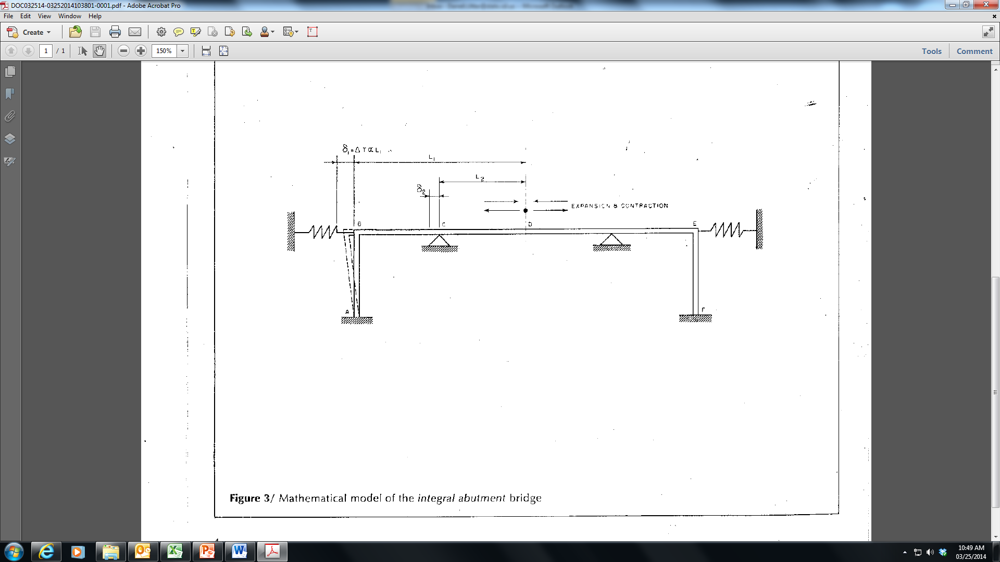 DOC032514-03252014103801-0001.pdf - Adobe Acrobat Pro
File Edit View Window Help
Create
1 / 1
150%
Tools
Comment
δ₁ = Δ T ∝ L₁
L₁
L₂
δ₂
EXPANSION & CONTRACTION
B
C
D
E
A
F
Figure 3/ Mathematical model of the integral abutment bridge
10:49 AM
03/25/2014